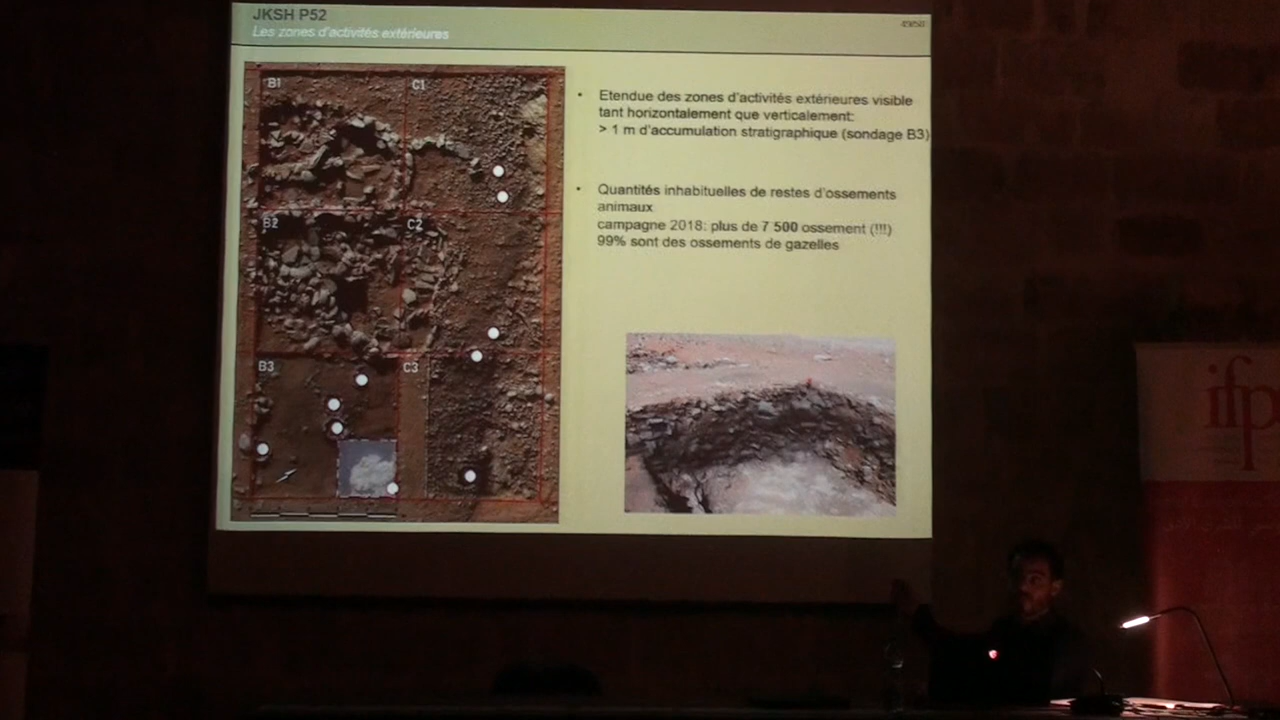 JKSH P52
Les zones d'activités extérieures
49/50
B1
C1
B2
C2
B3
C3
• Etendue des zones d'activités extérieures visible
tant horizontalement que verticalement:
> 1 m d'accumulation stratigraphique (sondage B3)
• Quantités inhabituelles de restes d'ossements
animaux
campagne 2018: plus de 7 500 ossement (!!!)
99% sont des ossements de gazelles
ifp